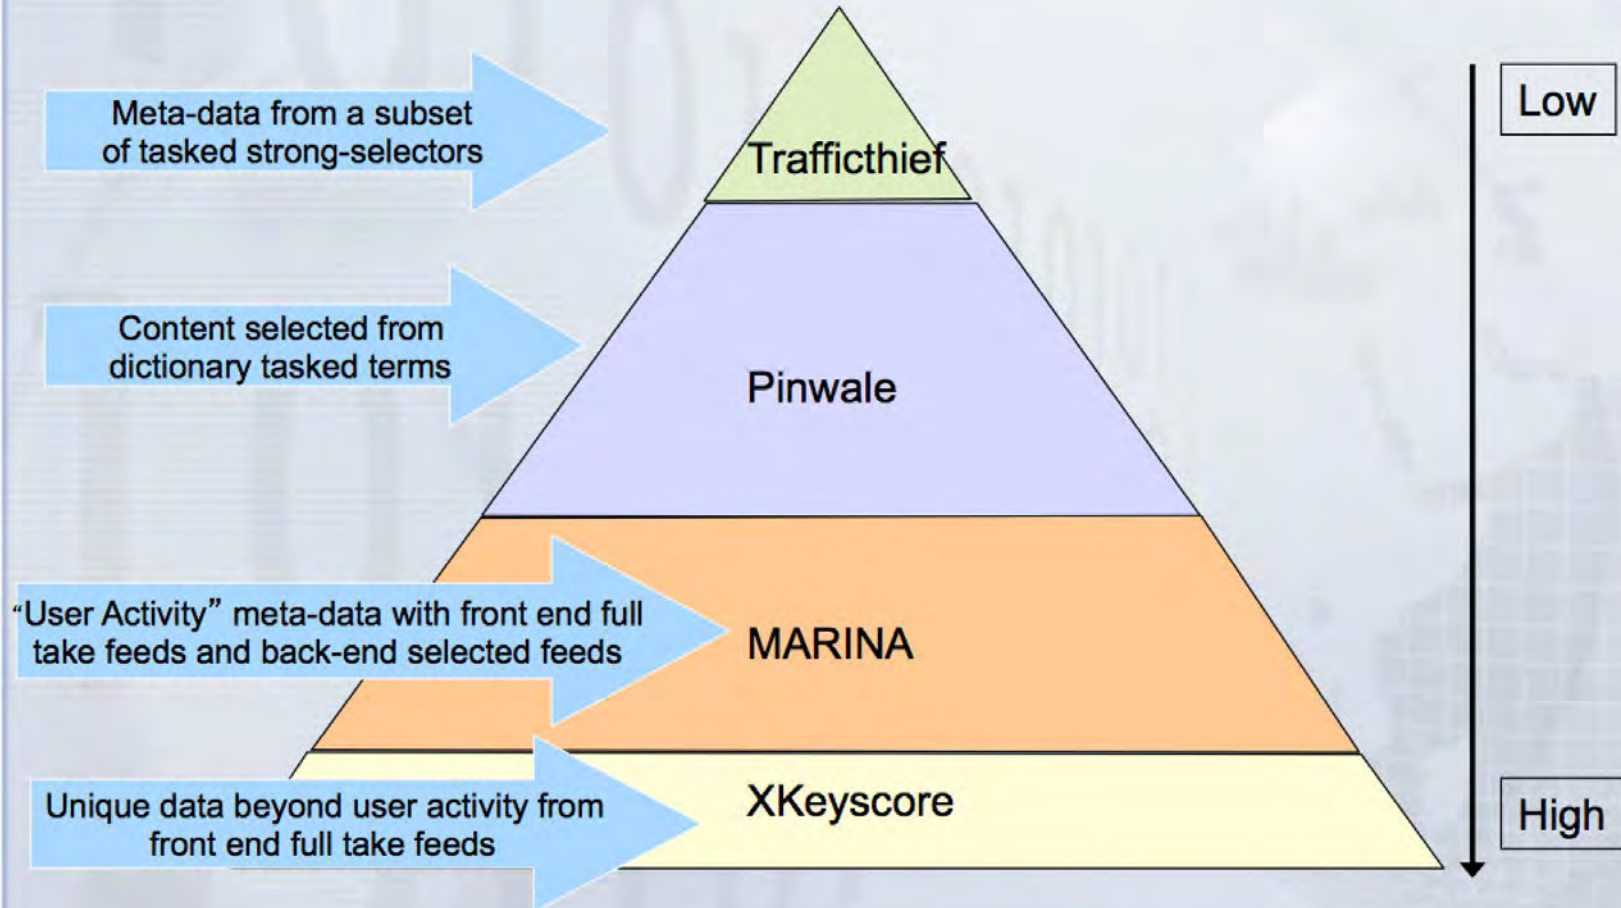 Meta-data from a subset
of tasked strong-selectors
Trafficthief
Low
Content selected from
dictionary tasked terms
Pinwale
“User Activity” meta-data with front end full
take feeds and back-end selected feeds
MARINA
Unique data beyond user activity from
front end full take feeds
XKeyscore
High